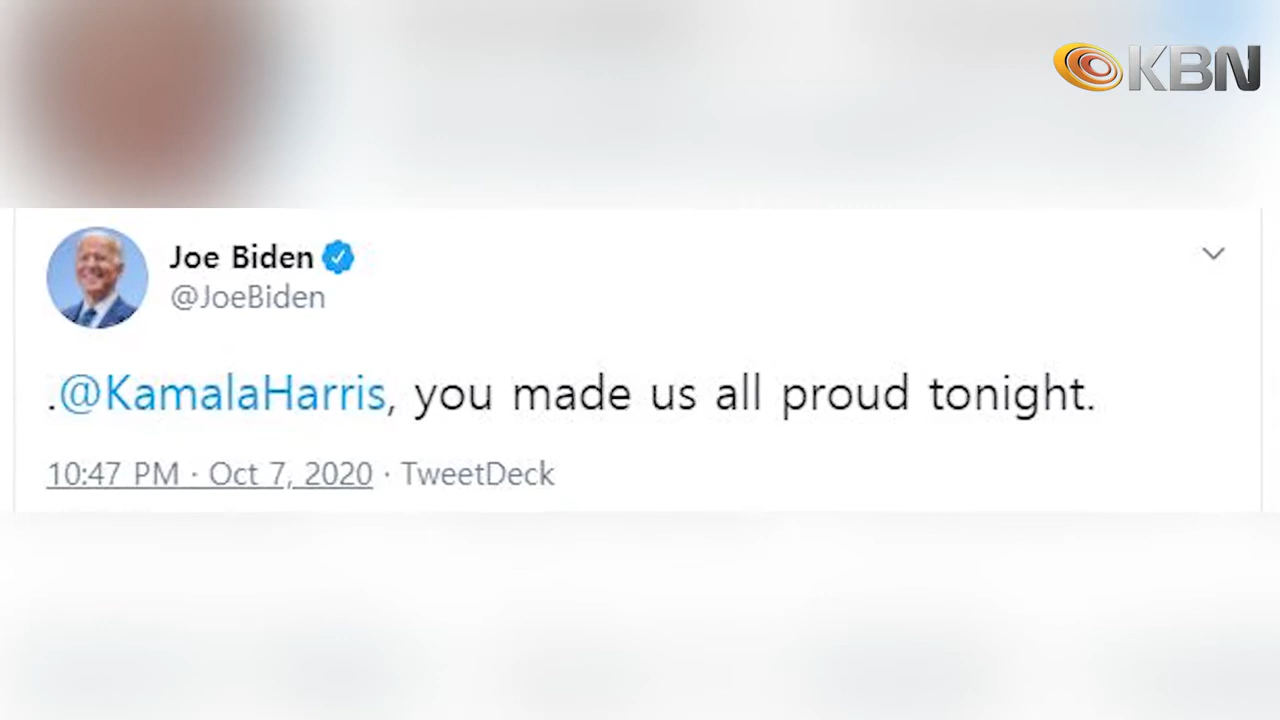 KBN
Joe Biden
@JoeBiden
.@KamalaHarris, you made us all proud tonight.
10:47 PM · Oct 7, 2020 · TweetDeck